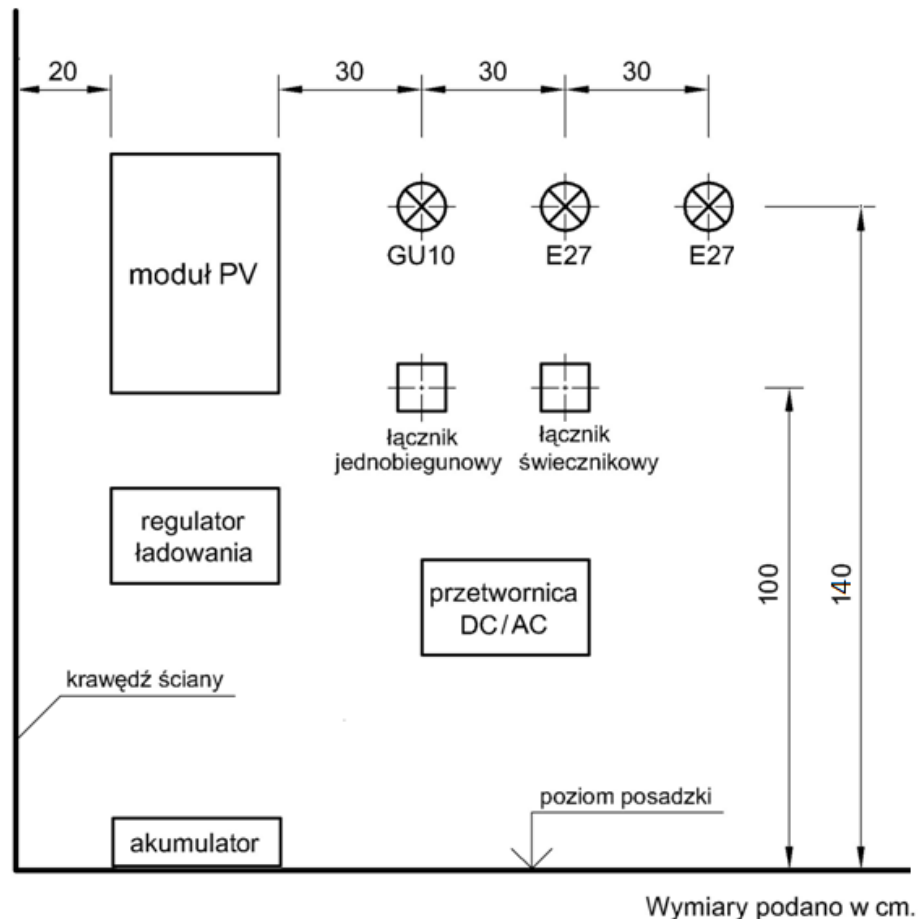 20
30
30
30
moduł PV
GU10
E27
E27
łącznik
jednobiegunowy
łącznik
świecznikowy
regulator
ładowania
przetwornica
DC/AC
100
140
krawędź ściany
poziom posadzki
akumulator
Wymiary podano w cm.